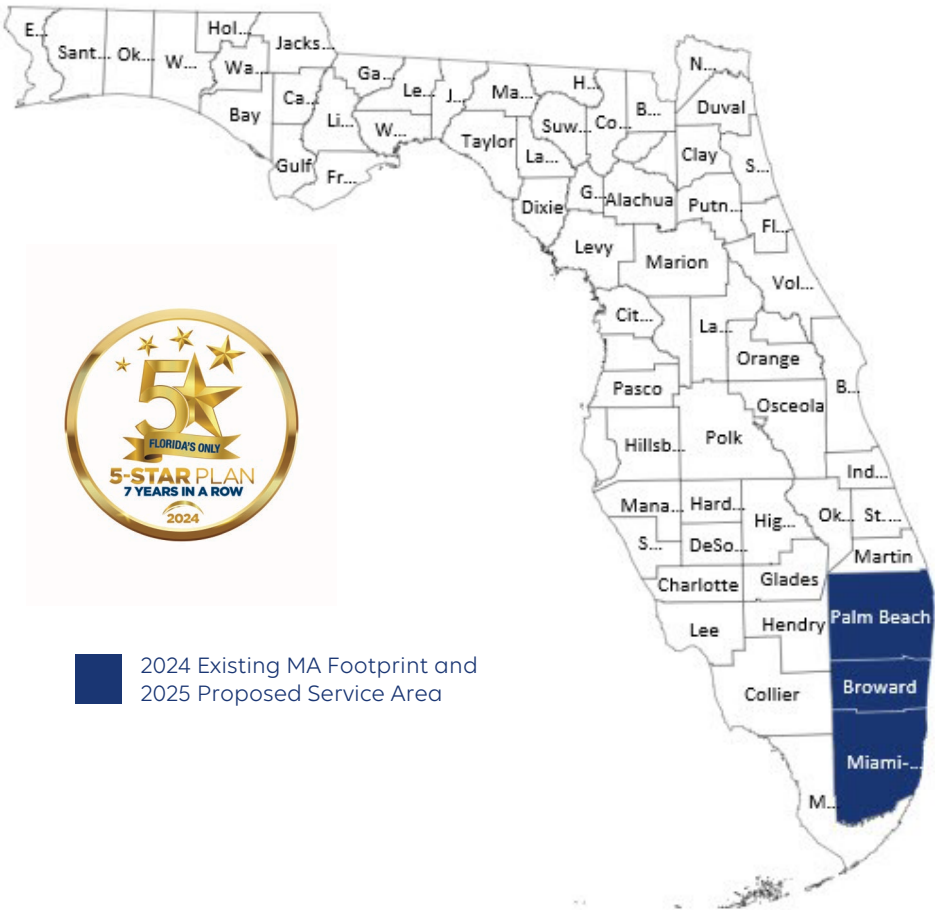 E...
Sant...
Ok...
W...
Hol...
Wa...
Jacks...
Bay
Ca...
Gulf
Ga...
Li...
Fr...
Le...
W...
J...
Ma...
Taylor
H...
Suw...
La...
Co...
B...
N...
Duval
Clay
S...
Dixie
G...
Alachua
Putn...
Fl...
Levy
Marion
Vol...
Cit...
La...
Orange
Pasco
Osceola
B...
Hillsb...
Polk
Ind...
Mana...
Hard...
Hig...
Ok...
St....
S...
DeSo...
Martin
Charlotte
Glades
Palm Beach
Lee
Hendry
Collier
Broward
Miami-...
M...
5
FLORIDA'S ONLY
5-STAR PLAN
7 YEARS IN A ROW
2024
2024 Existing MA Footprint and
2025 Proposed Service Area